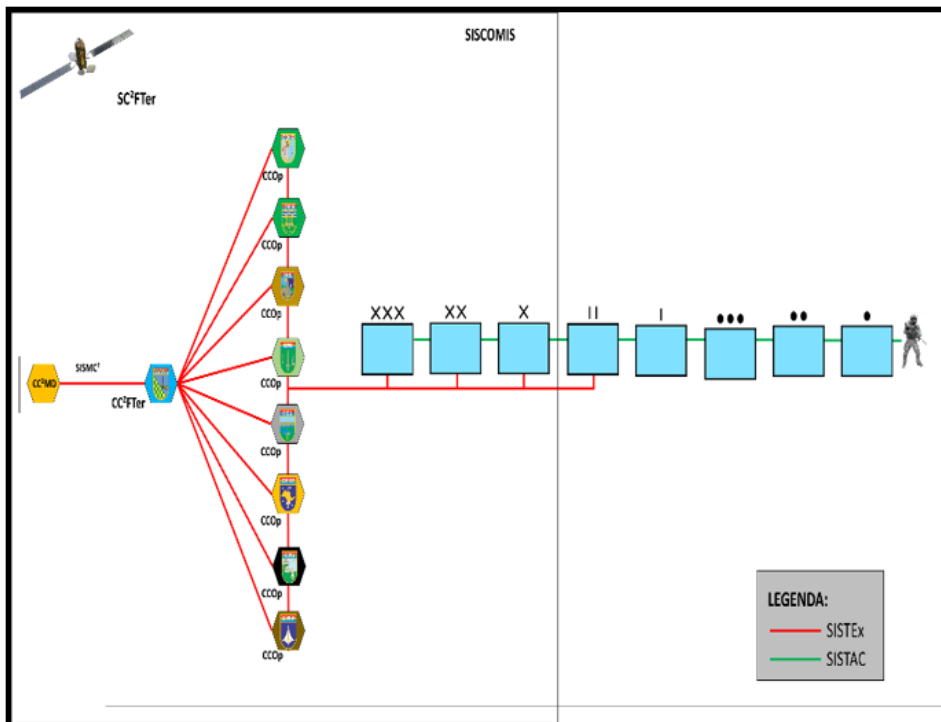 SISCOMIS
SC²FTer
CCOp
CCOp
CCOp
XXX
XX
X
II
I
●●●
●●
●
CCOp
SISMC²
CC²MD
CC²FTer
CCOp
CCOp
CCOp
CCOp
LEGENDA:
SISTEx
SISTAC